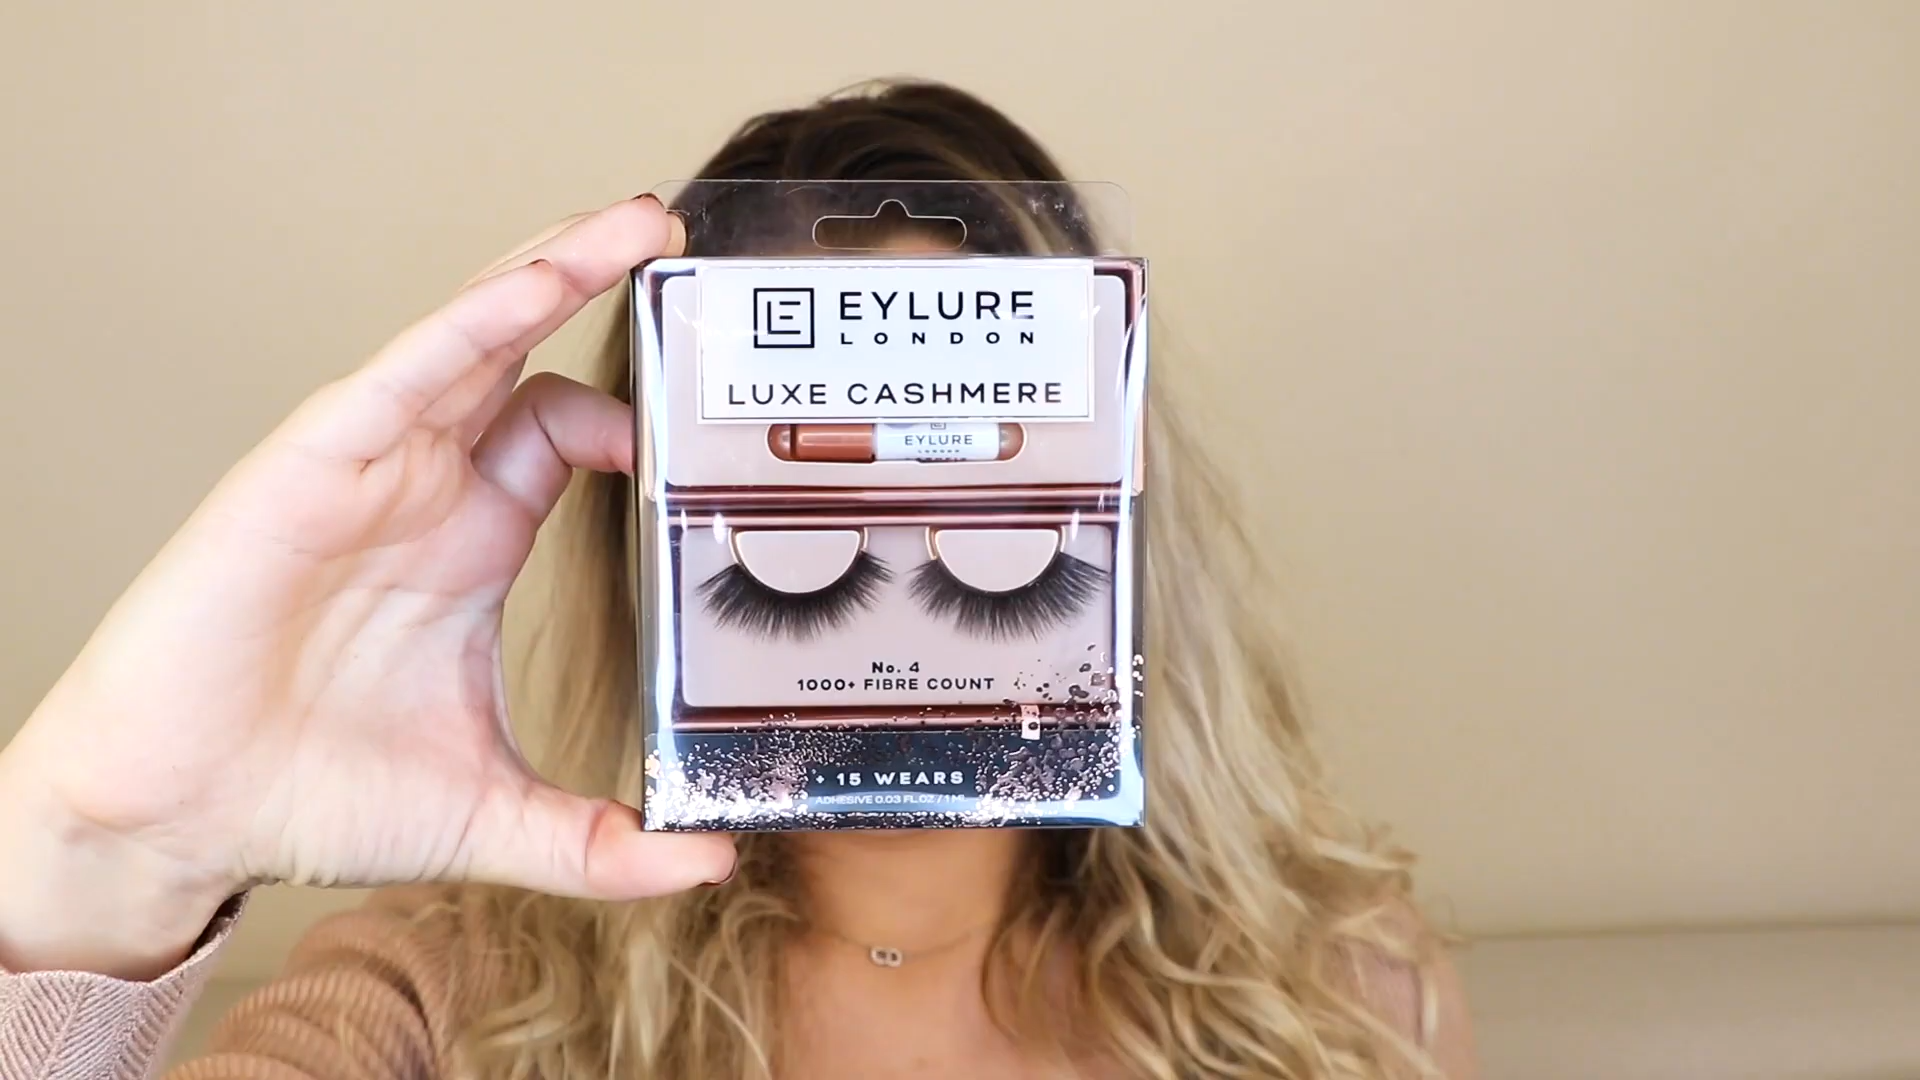 EYLURE
LONDON
LUXE CASHMERE
EYLURE
LONDON
No. 4
1000+ FIBRE COUNT
+ 15 WEARS
ADHESIVE 0.03 FL.OZ / 1 ML